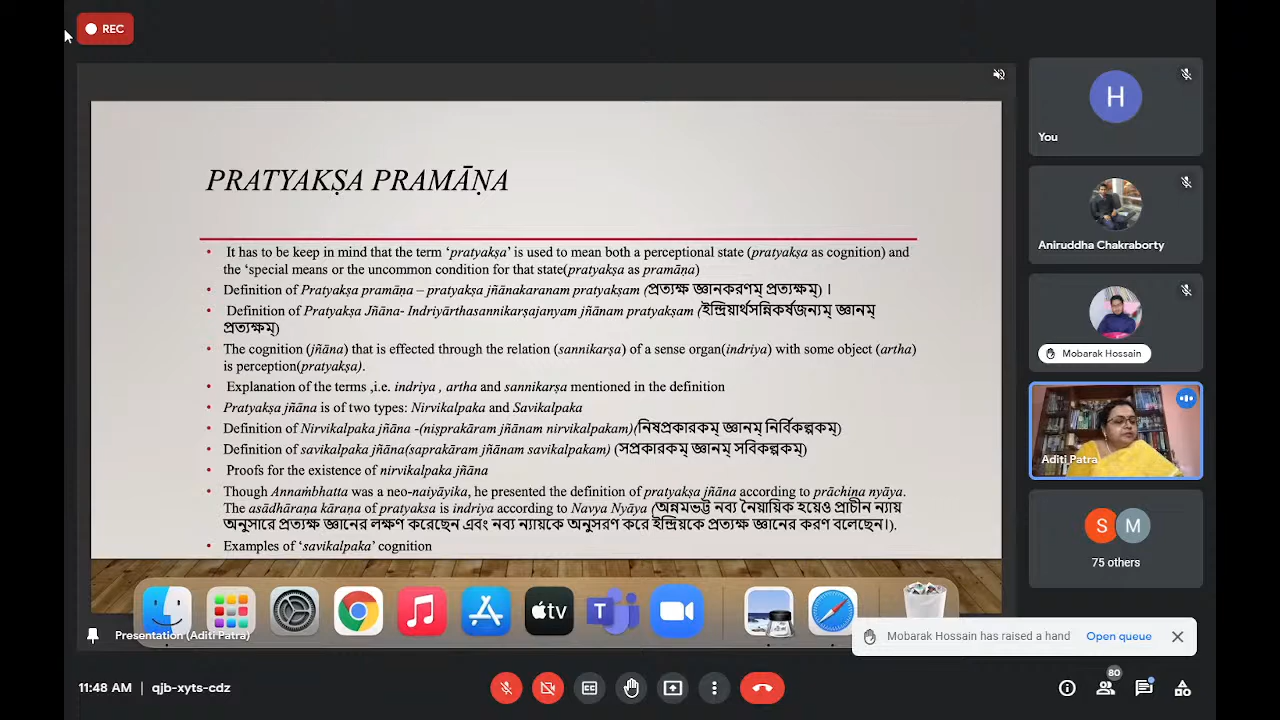 REC
PRATYAKṢA PRAMĀṆA
• It has to be keep in mind that the term ‘pratyakṣa’ is used to mean both a perceptional state (pratyakṣa as cognition) and
the ‘special means or the uncommon condition for that state(pratyakṣa as pramāṇa)
• Definition of Pratyakṣa pramāṇa – pratyakṣa jñānakaranam pratyakṣam (প্রত্যক্ষ জ্ঞানকরণম্ প্রত্যক্ষম্) ।
• Definition of Pratyakṣa Jñāna- Indriyārthasannikarṣajanyam jñānam pratyakṣam (ইন্দ্রিয়ার্থসন্নিকর্ষজন্যম্ জ্ঞানম্
প্রত্যক্ষম্)
• The cognition (jñāna) that is effected through the relation (sannikarṣa) of a sense organ(indriya) with some object (artha)
is perception(pratyakṣa).
• Explanation of the terms ,i.e. indriya , artha and sannikarṣa mentioned in the definition
• Pratyakṣa jñāna is of two types: Nirvikalpaka and Savikalpaka
• Definition of Nirvikalpaka jñāna -(niṣprakāram jñānam nirvikalpakam)(নিষপ্রকারকম্ জ্ঞানম্ নির্বিকল্পকম্)
• Definition of savikalpaka jñāna(saprakāram jñānam savikalpakam) (সপ্রকারকম্ জ্ঞানম্ সবিকল্পকম্)
• Proofs for the existence of nirvikalpaka jñāna
• Though Annaṁbhatta was a neo-naiyāyika, he presented the definition of pratyakṣa jñāna according to prāchina nyāya.
The asādhāraṇa kāraṇa of pratyaksa is indriya according to Navya Nyāya (অন্নমভট্ট নব্য নৈয়ায়িক হয়েও প্রাচীন ন্যায়
অনুসারে প্রত্যক্ষ জ্ঞানের লক্ষণ করেছেন এবং নব্য ন্যায়কে অনুসরণ করে ইন্দ্রিয়কে প্রত্যক্ষ জ্ঞানের করণ বলেছেন।).
• Examples of ‘savikalpaka’ cognition
H
You
Aniruddha Chakraborty
Mobarak Hossain
Aditi Patra
S M
75 others
tv
T
Presentation (Aditi Patra)
Mobarak Hossain has raised a hand Open queue
11:48 AM | qjb-xyts-cdz
CC
80